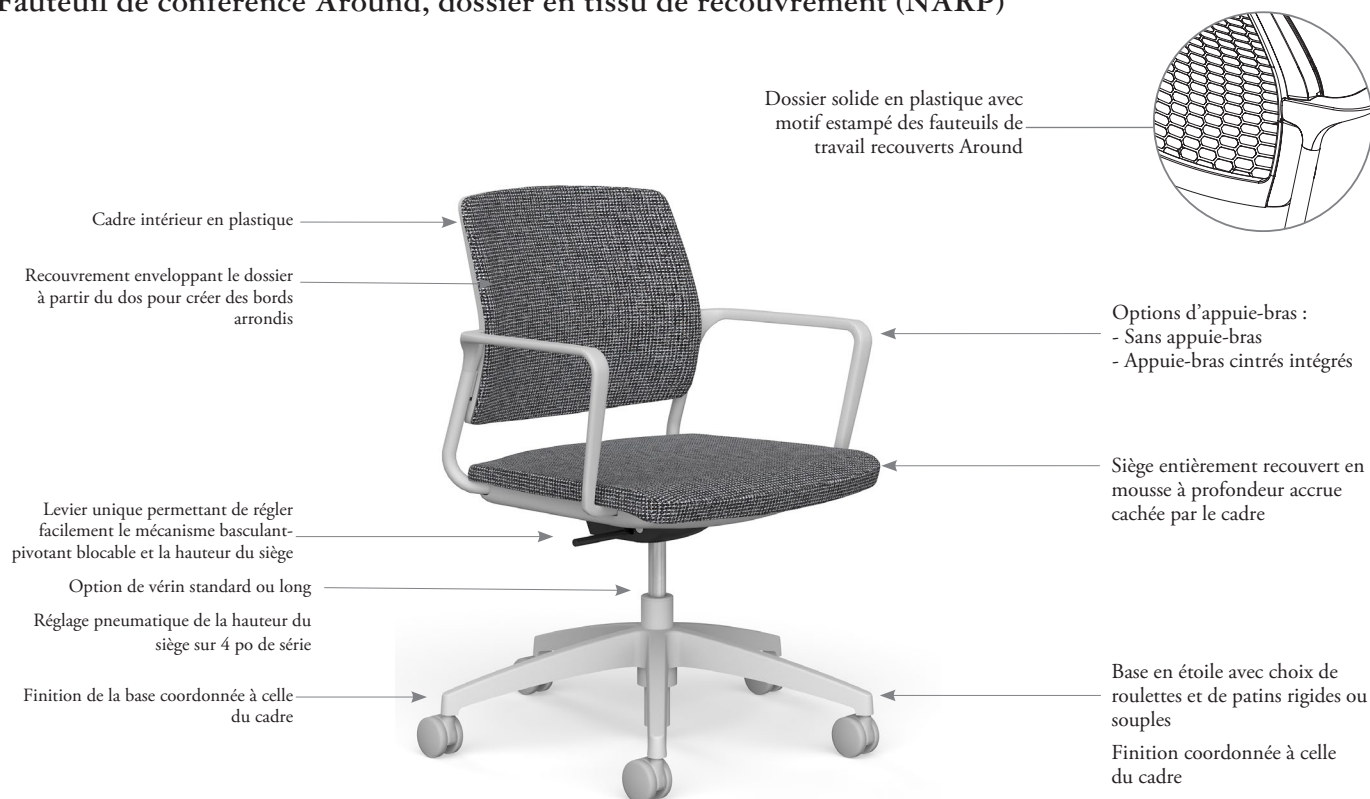 Fauteuil de conférence Around, dossier en tissu de recouvrement (NARP)
Dossier solide en plastique avec
motif estampé des fauteuils de
travail recouverts Around
Cadre intérieur en plastique
Recouvrement enveloppant le dossier
à partir du dos pour créer des bords
arrondis
Options d’appuie-bras :
- Sans appuie-bras
- Appuie-bras cintrés intégrés
Siège entièrement recouvert en
mousse à profondeur accrue
cachée par le cadre
Levier unique permettant de régler
facilement le mécanisme basculant-
pivotant blocable et la hauteur du siège
Option de vérin standard ou long
Réglage pneumatique de la hauteur du
siège sur 4 po de série
Finition de la base coordonnée à celle
du cadre
Base en étoile avec choix de
roulettes et de patins rigides ou
souples
Finition coordonnée à celle
du cadre